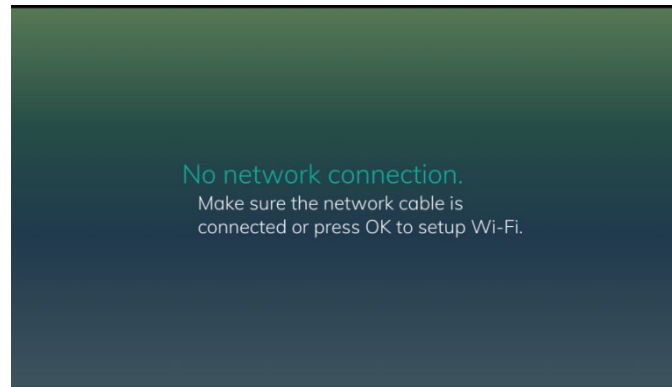 No network connection.
Make sure the network cable is
connected or press OK to setup Wi-Fi.